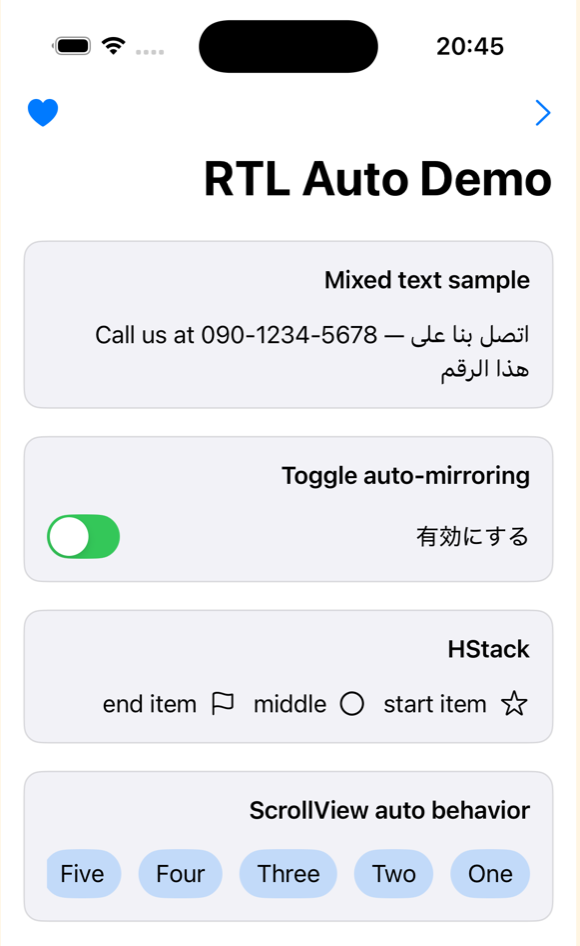 20:45
RTL Auto Demo
Mixed text sample
Call us at 090-1234-5678 — اتصل بنا على
هذا الرقم
Toggle auto-mirroring
有効にする
HStack
start item middle end item
ScrollView auto behavior
One Two Three Four Five